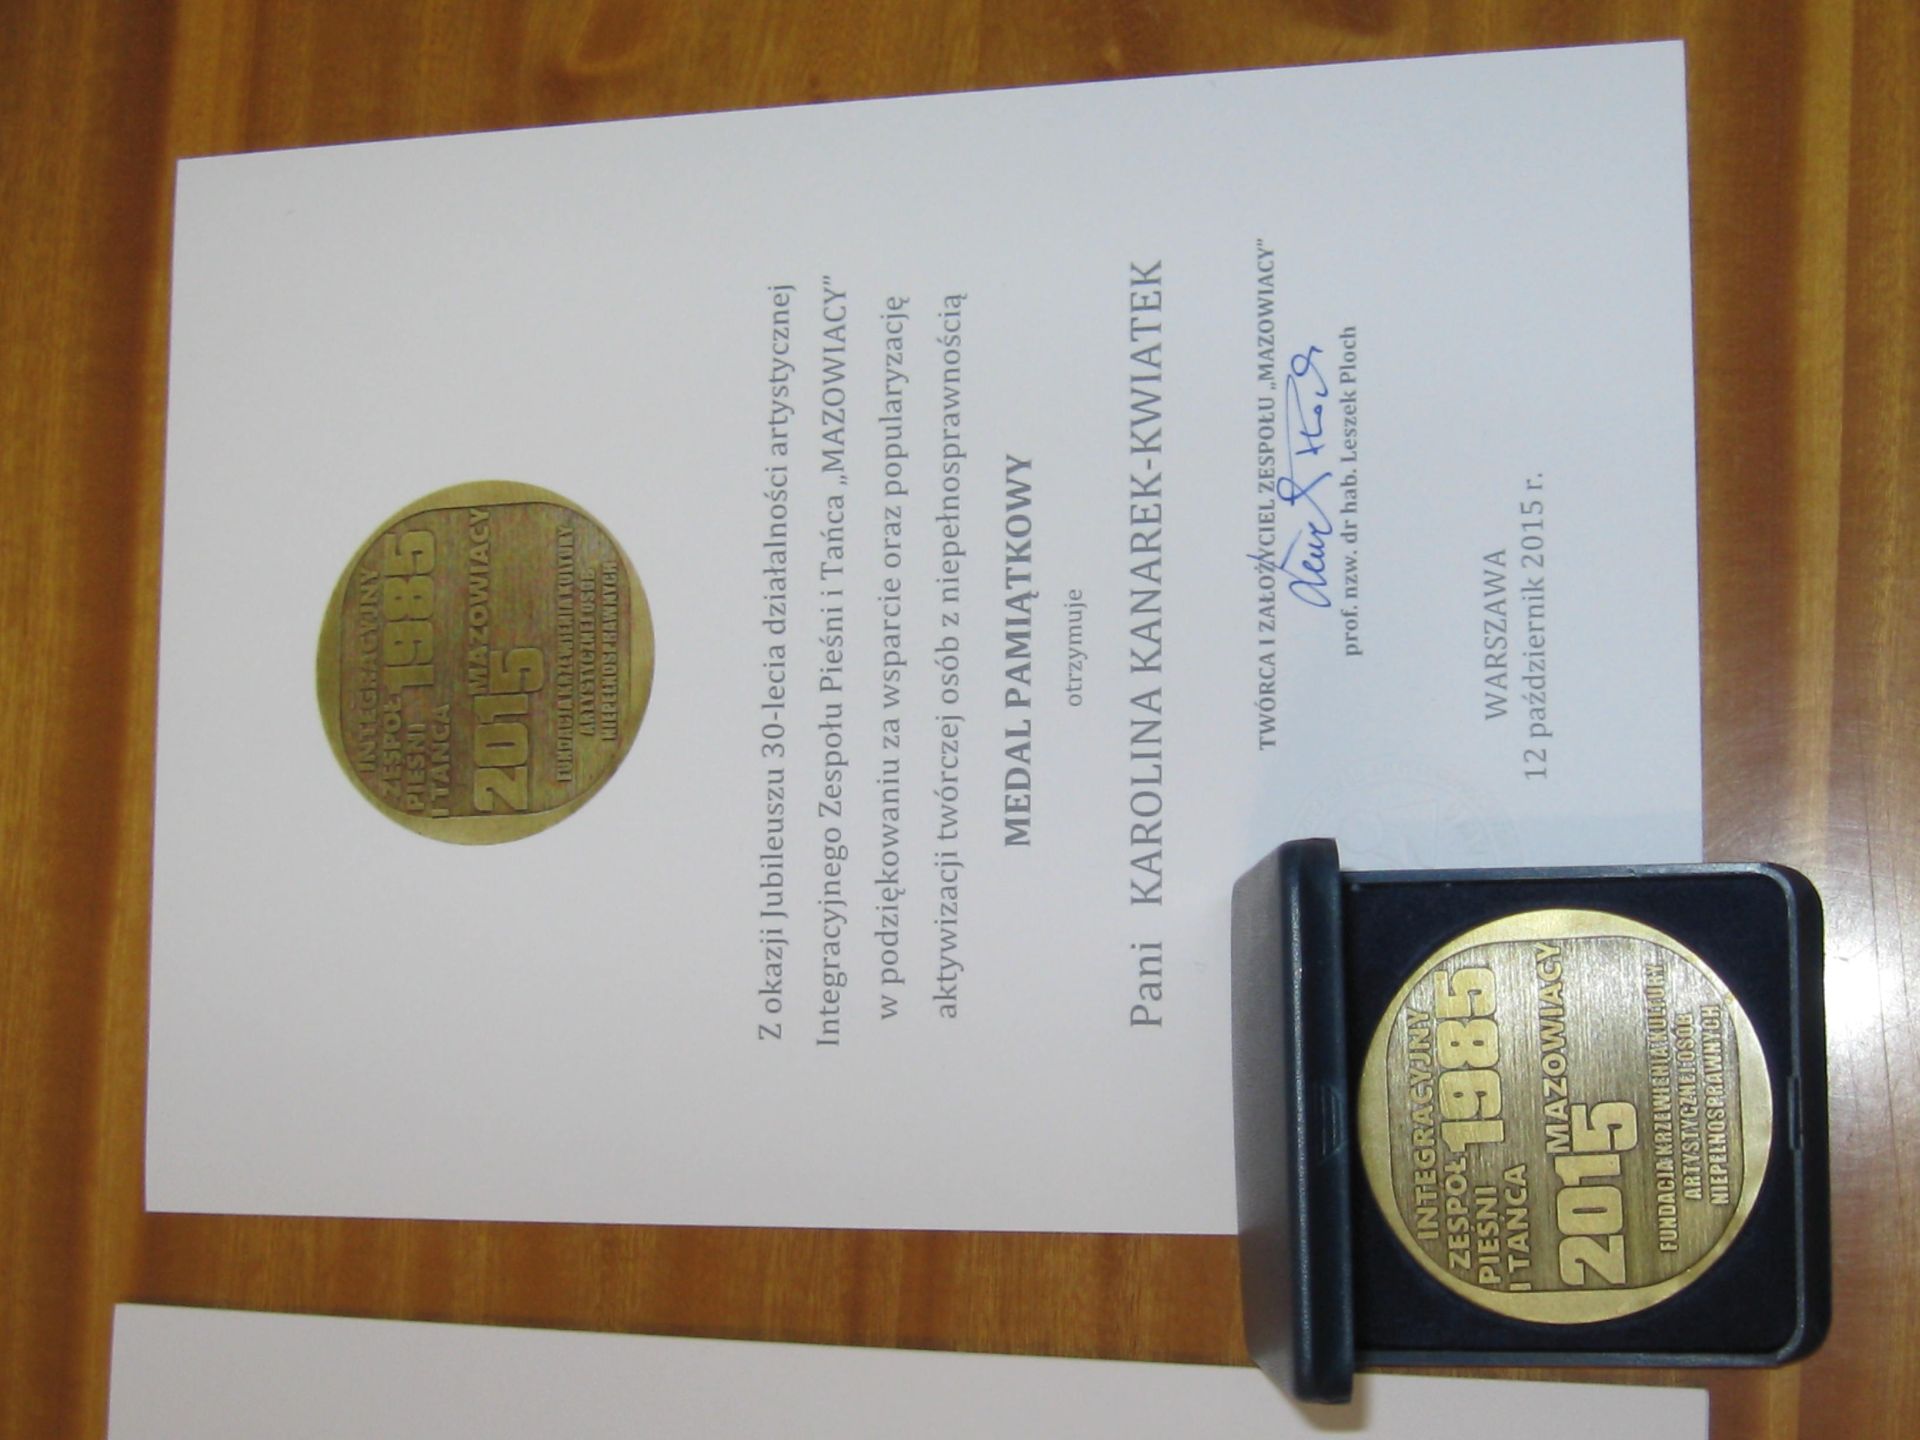 INTEGRACYJNY
ZESPÓŁ
PIEŚNI 1985
I TAŃCA
2015 MAZOWIACY
FUNDACJA KRZEWIENIA KULTURY
ARTYSTYCZNEJ OSÓB
NIEPEŁNOSPRAWNYCH
Z okazji Jubileuszu 30-lecia działalności artystycznej
Integracyjnego Zespołu Pieśni i Tańca „MAZOWIACY”
w podziękowaniu za wsparcie oraz popularyzację
aktywizacji twórczej osób z niepełnosprawnością
MEDAL PAMIĄTKOWY
otrzymuje
Pani KAROLINA KANAREK-KWIATEK
TWÓRCA I ZAŁOŻYCIEL ZESPOŁU „MAZOWIACY”
prof. nzw. dr hab. Leszek Ploch
WARSZAWA
12 październik 2015 r.
INTEGRACYJNY
ZESPÓŁ
PIEŚNI 1985
I TAŃCA
2015 MAZOWIACY
FUNDACJA KRZEWIENIA KULTURY
ARTYSTYCZNEJ OSÓB
NIEPEŁNOSPRAWNYCH